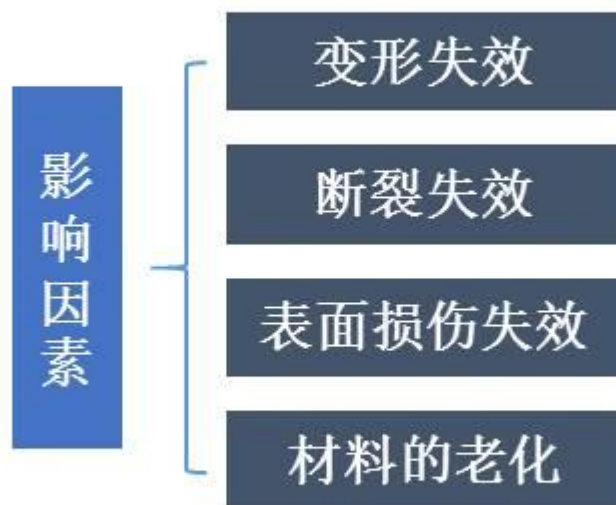 影响因素
变形失效
断裂失效
表面损伤失效
材料的老化